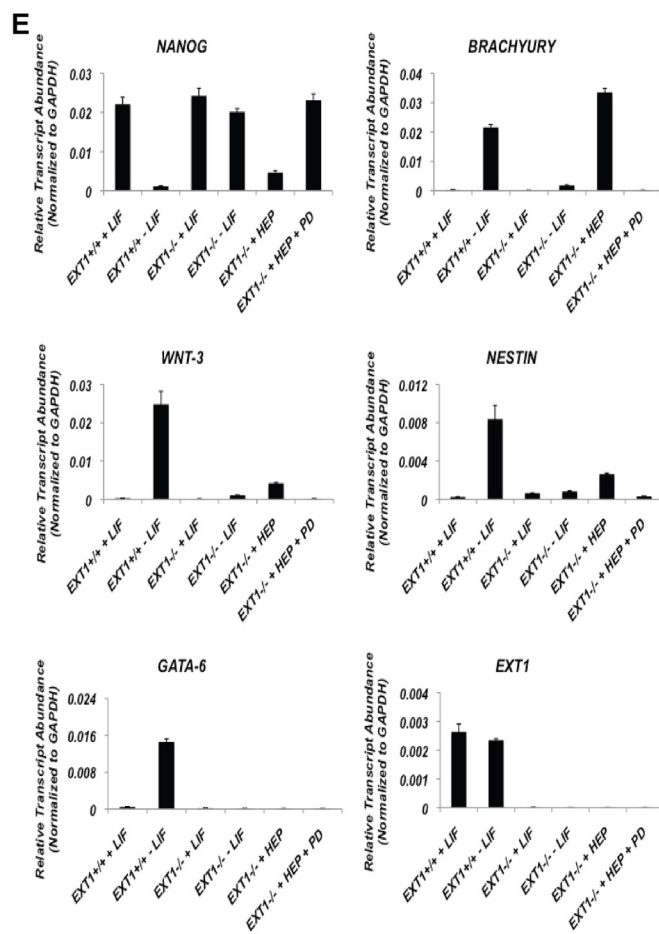 E
NANOG
Relative Transcript Abundance
(Normalized to GAPDH)
0.03
0.02
0.01
0
EXT1+/+ + LIF
EXT1+/+ - LIF
EXT1-/- + LIF
EXT1-/- - LIF
EXT1-/- + HEP
EXT1-/- + HEP + PD
BRACHYURY
Relative Transcript Abundance
(Normalized to GAPDH)
0.04
0.03
0.02
0.01
0
EXT1+/+ + LIF
EXT1+/+ - LIF
EXT1-/- + LIF
EXT1-/- - LIF
EXT1-/- + HEP
EXT1-/- + HEP + PD
WNT-3
Relative Transcript Abundance
(Normalized to GAPDH)
0.03
0.02
0.01
0
EXT1+/+ + LIF
EXT1+/+ - LIF
EXT1-/- + LIF
EXT1-/- - LIF
EXT1-/- + HEP
EXT1-/- + HEP + PD
NESTIN
Relative Transcript Abundance
(Normalized to GAPDH)
0.012
0.008
0.004
0
EXT1+/+ + LIF
EXT1+/+ - LIF
EXT1-/- + LIF
EXT1-/- - LIF
EXT1-/- + HEP
EXT1-/- + HEP + PD
GATA-6
Relative Transcript Abundance
(Normalized to GAPDH)
0.024
0.016
0.008
0
EXT1+/+ + LIF
EXT1+/+ - LIF
EXT1-/- + LIF
EXT1-/- - LIF
EXT1-/- + HEP
EXT1-/- + HEP + PD
EXT1
Relative Transcript Abundance
(Normalized to GAPDH)
0.004
0.003
0.002
0.001
0
EXT1+/+ + LIF
EXT1+/+ - LIF
EXT1-/- + LIF
EXT1-/- - LIF
EXT1-/- + HEP
EXT1-/- + HEP + PD